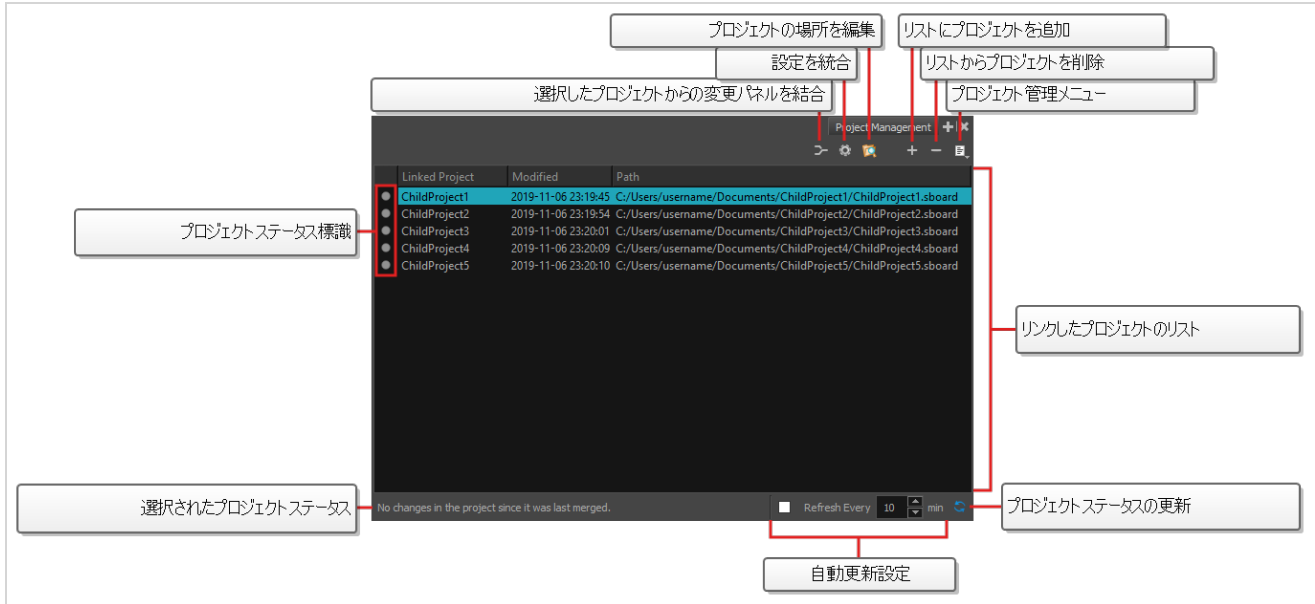 プロジェクトの場所を編集
リストにプロジェクトを追加
設定を統合
リストからプロジェクトを削除
選択したプロジェクトからの変更パネルを結合
プロジェクト管理メニュー
Project Management
Linked Project Modified Path
ChildProject1 2019-11-06 23:19:45 C:/Users/username/Documents/ChildProject1/ChildProject1.sboard
ChildProject2 2019-11-06 23:19:54 C:/Users/username/Documents/ChildProject2/ChildProject2.sboard
ChildProject3 2019-11-06 23:20:01 C:/Users/username/Documents/ChildProject3/ChildProject3.sboard
ChildProject4 2019-11-06 23:20:09 C:/Users/username/Documents/ChildProject4/ChildProject4.sboard
ChildProject5 2019-11-06 23:20:10 C:/Users/username/Documents/ChildProject5/ChildProject5.sboard
プロジェクトステータス標識
リンクしたプロジェクトのリスト
選択されたプロジェクトステータス
No changes in the project since it was last merged.
Refresh Every 10 min
プロジェクトステータスの更新
自動更新設定